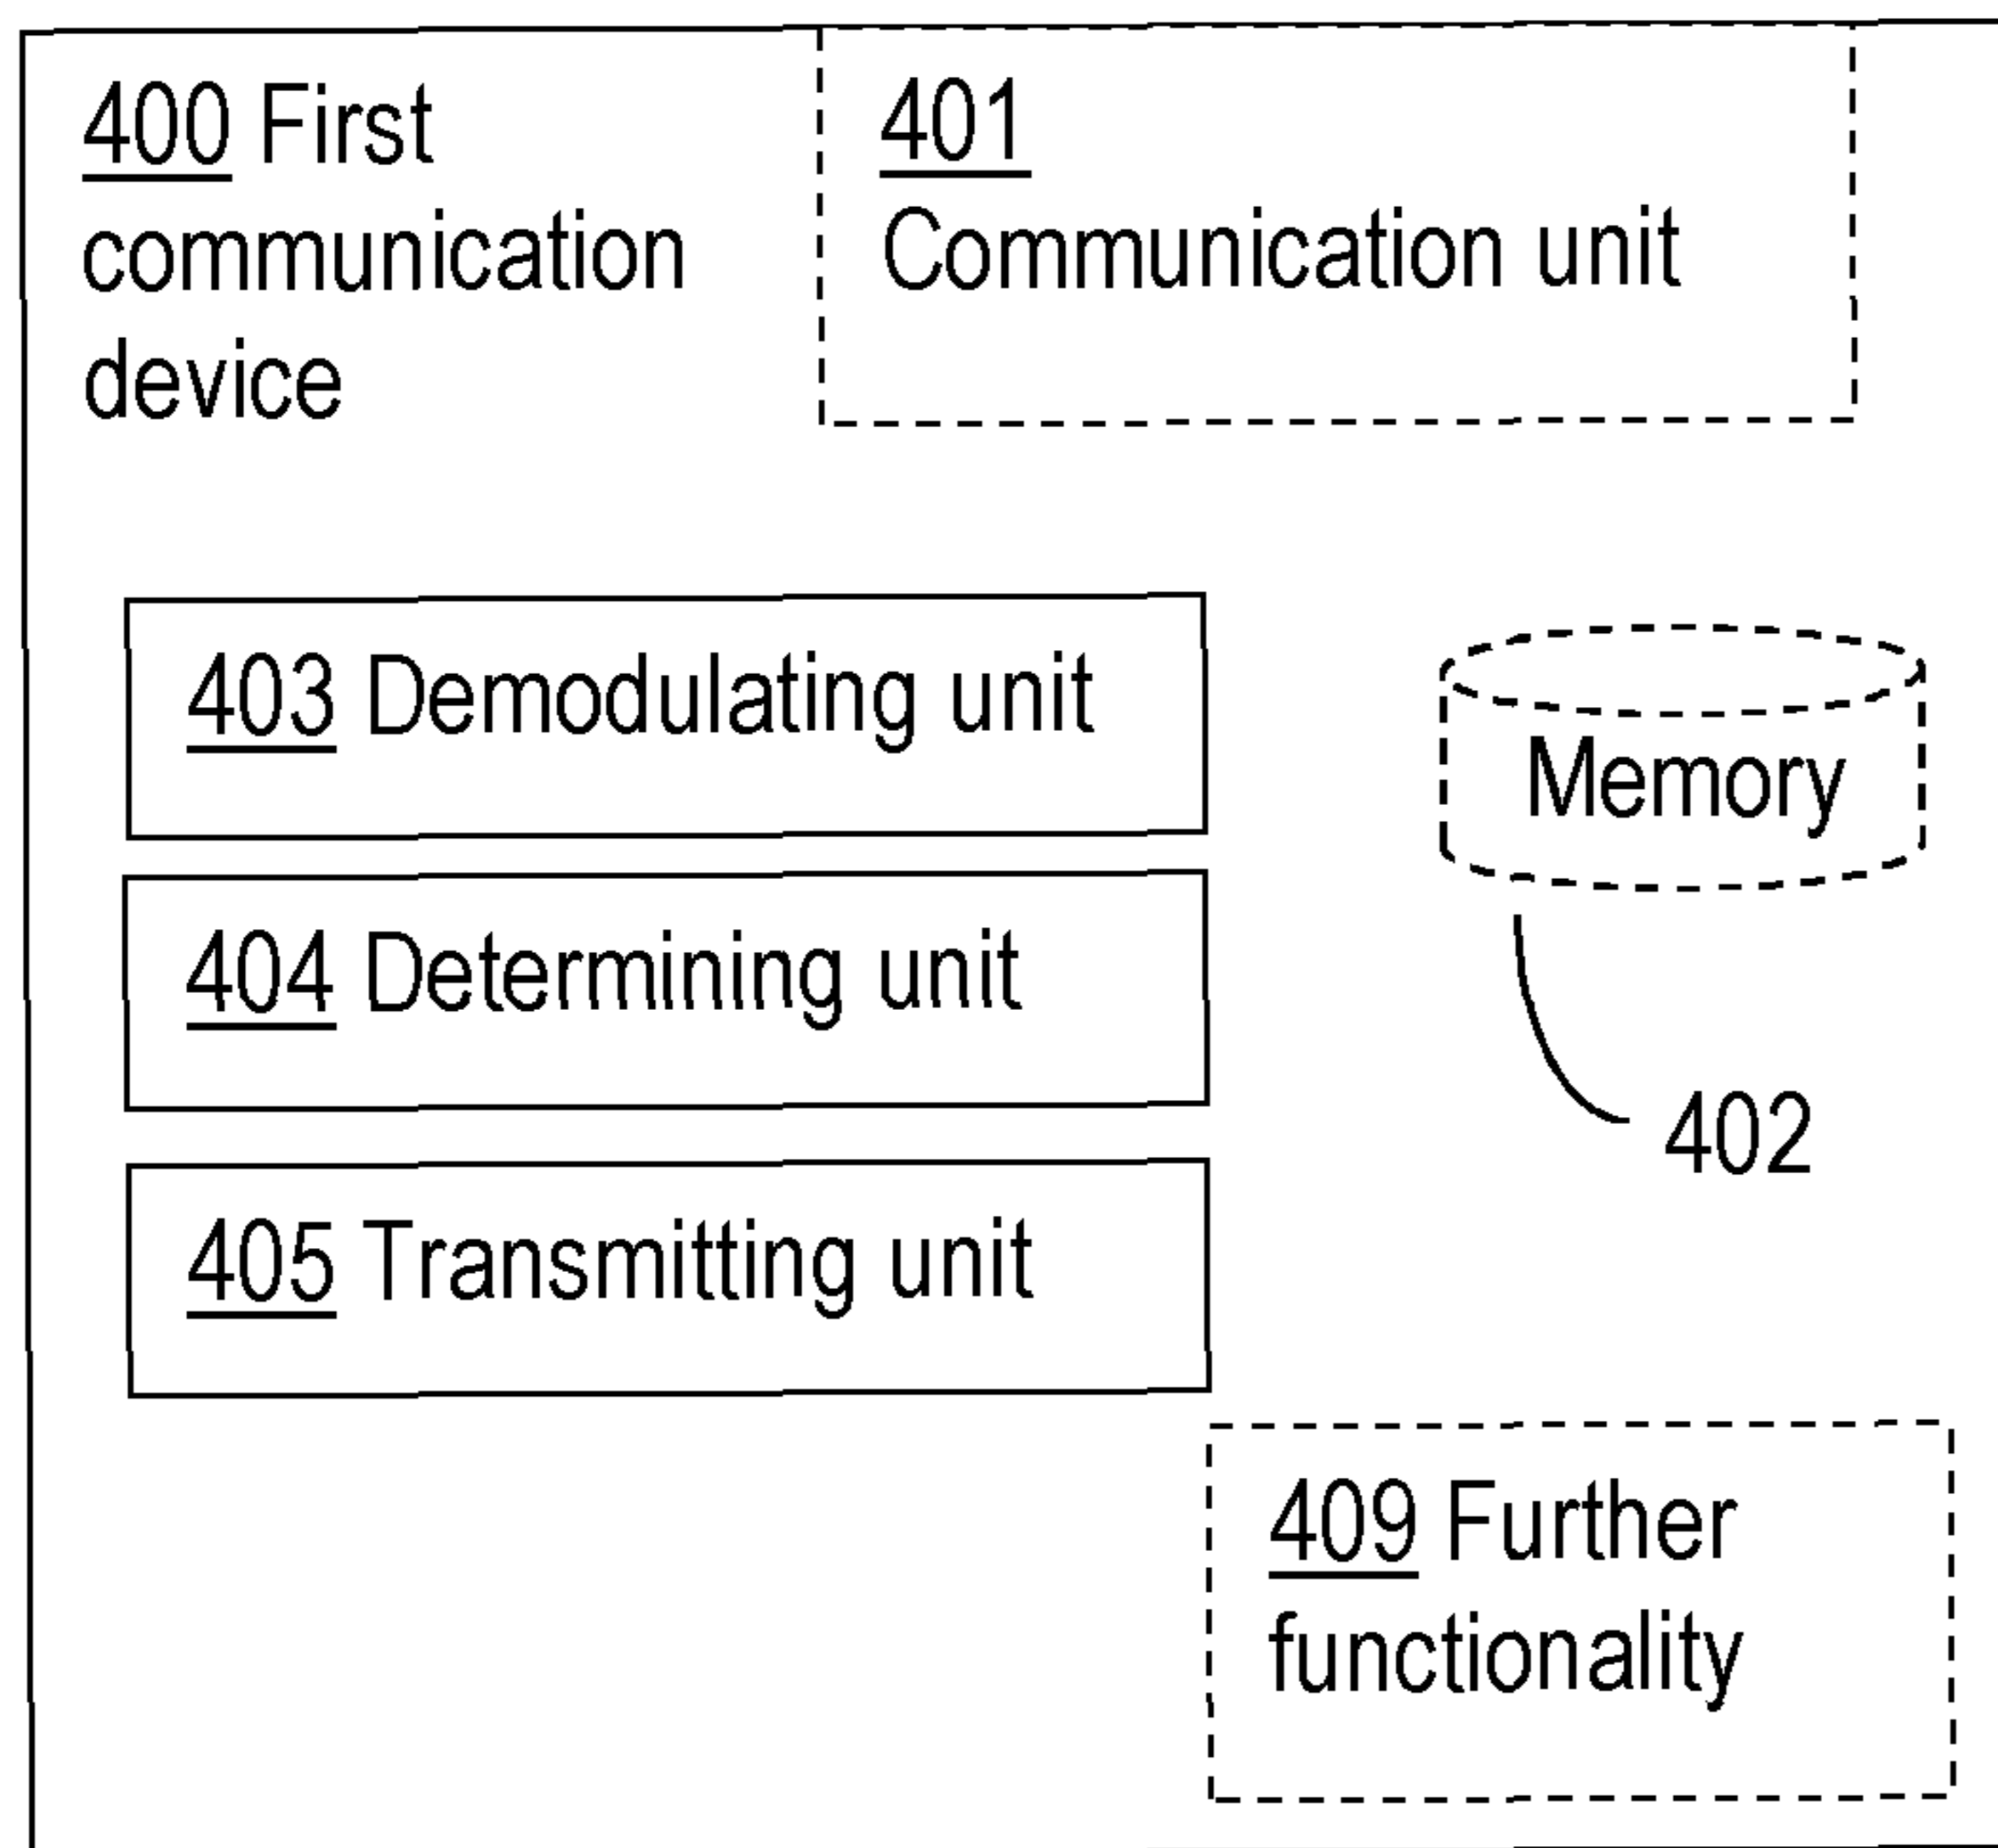 400 First
communication
device
401
Communication unit
403 Demodulating unit
Memory
404 Determining unit
402
405 Transmitting unit
409 Further
functionality